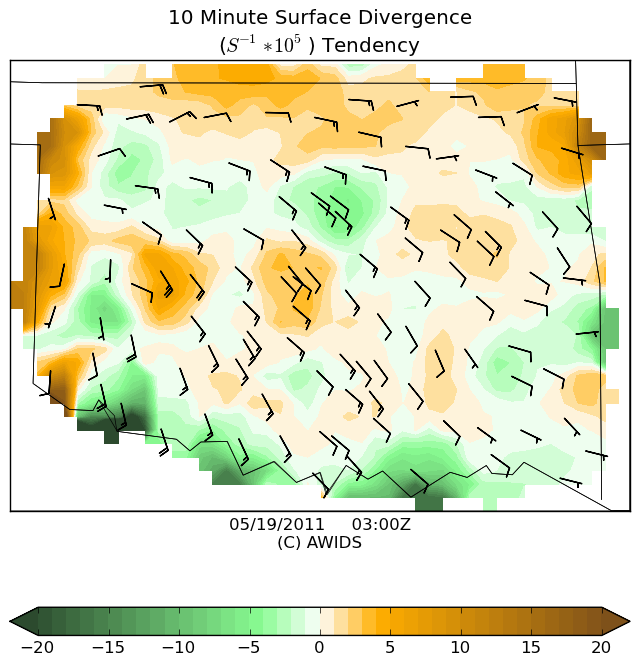 10 Minute Surface Divergence
(S⁻¹ *10⁵ ) Tendency
05/19/2011 03:00Z
(C) AWIDS
−20 −15 −10 −5 0 5 10 15 20